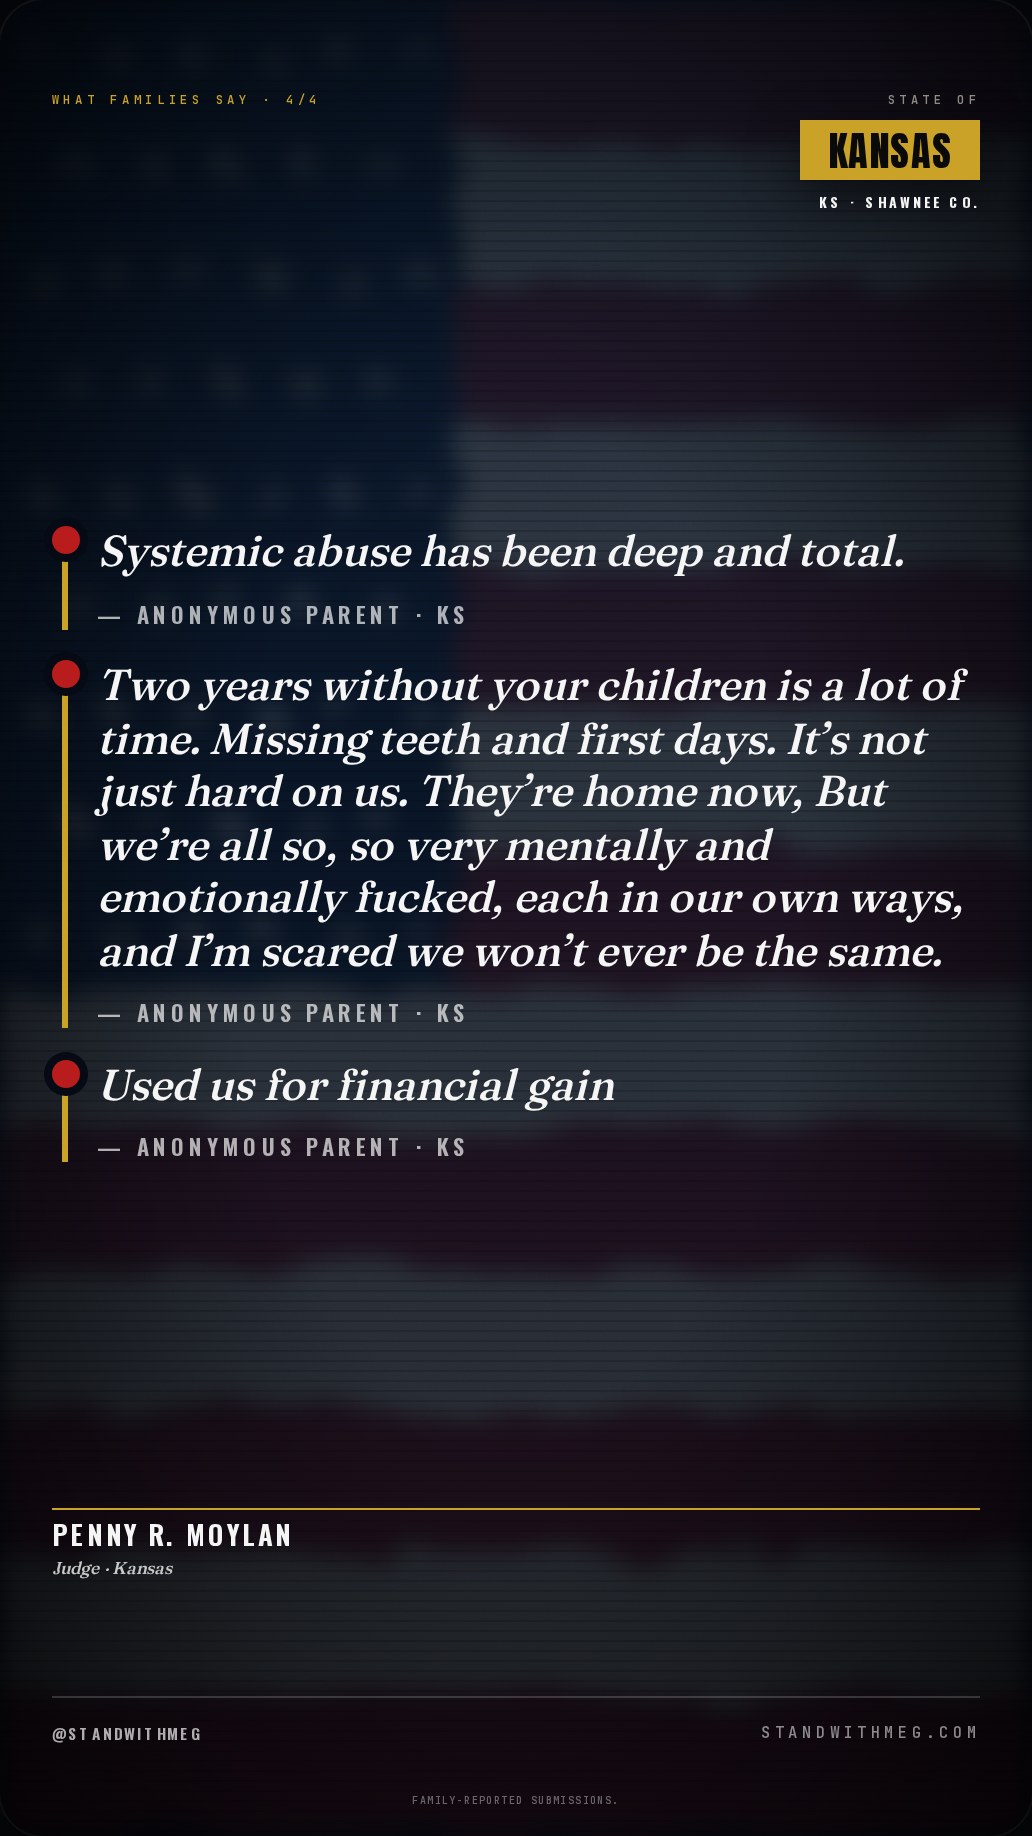 WHAT FAMILIES SAY · 4/4
STATE OF
KANSAS
KS · SHAWNEE CO.
Systemic abuse has been deep and total.
— ANONYMOUS PARENT · KS
Two years without your children is a lot of
time. Missing teeth and first days. It’s not
just hard on us. They’re home now, But
we’re all so, so very mentally and
emotionally fucked, each in our own ways,
and I’m scared we won’t ever be the same.
— ANONYMOUS PARENT · KS
Used us for financial gain
— ANONYMOUS PARENT · KS
PENNY R. MOYLAN
Judge · Kansas
@STANDWITHMEG
STANDWITHMEG.COM
FAMILY-REPORTED SUBMISSIONS.